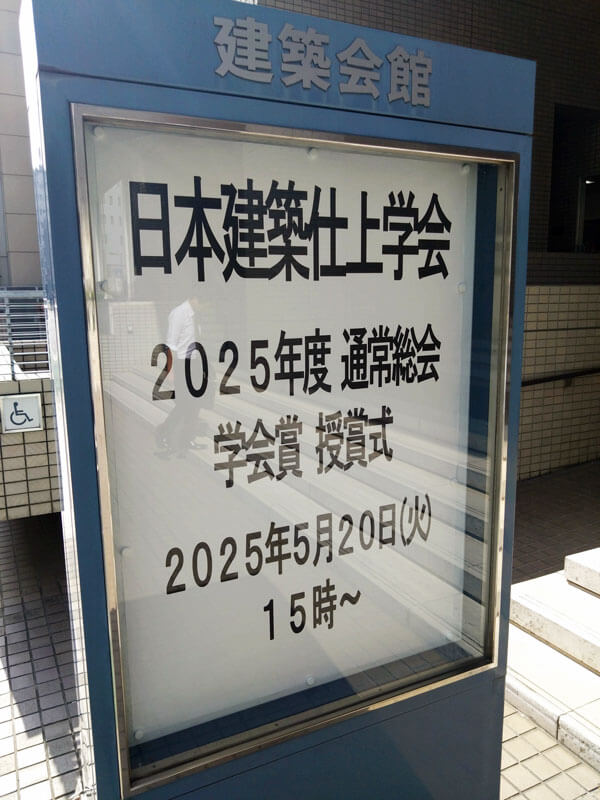 建築会館
日本建築仕上学会
2025年度 通常総会
学会賞 授賞式
2025年5月20日(火)
15時～